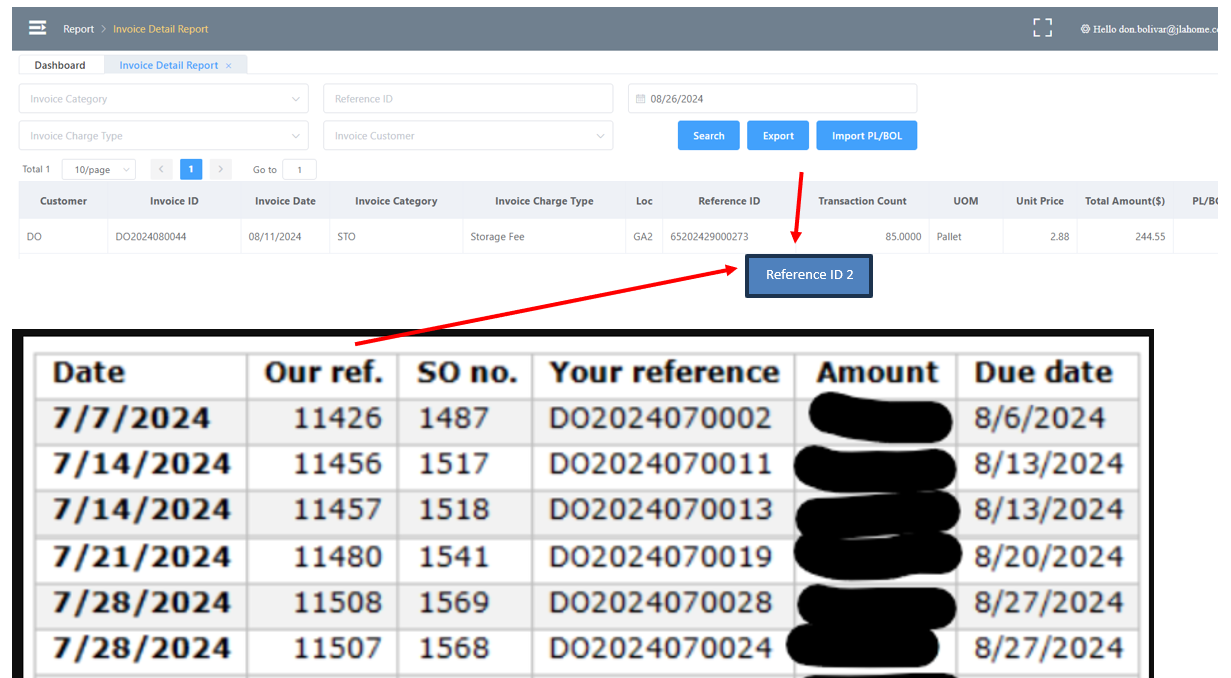 Report > Invoice Detail Report
Hello don.bolivar@jlahome.c
Dashboard Invoice Detail Report ×
Invoice Category Reference ID 08/26/2024
Invoice Charge Type Invoice Customer Search Export Import PL/BOL
Total 1 10/page < 1 > Go to 1
Customer Invoice ID Invoice Date Invoice Category Invoice Charge Type Loc Reference ID Transaction Count UOM Unit Price Total Amount($) PL/BO
DO DO2024080044 08/11/2024 STO Storage Fee GA2 65202429000273 85.0000 Pallet 2.88 244.55
Reference ID 2
Date Our ref. SO no. Your reference Amount Due date
7/7/2024 11426 1487 DO2024070002 8/6/2024
7/14/2024 11456 1517 DO2024070011 8/13/2024
7/14/2024 11457 1518 DO2024070013 8/13/2024
7/21/2024 11480 1541 DO2024070019 8/20/2024
7/28/2024 11508 1569 DO2024070028 8/27/2024
7/28/2024 11507 1568 DO2024070024 8/27/2024